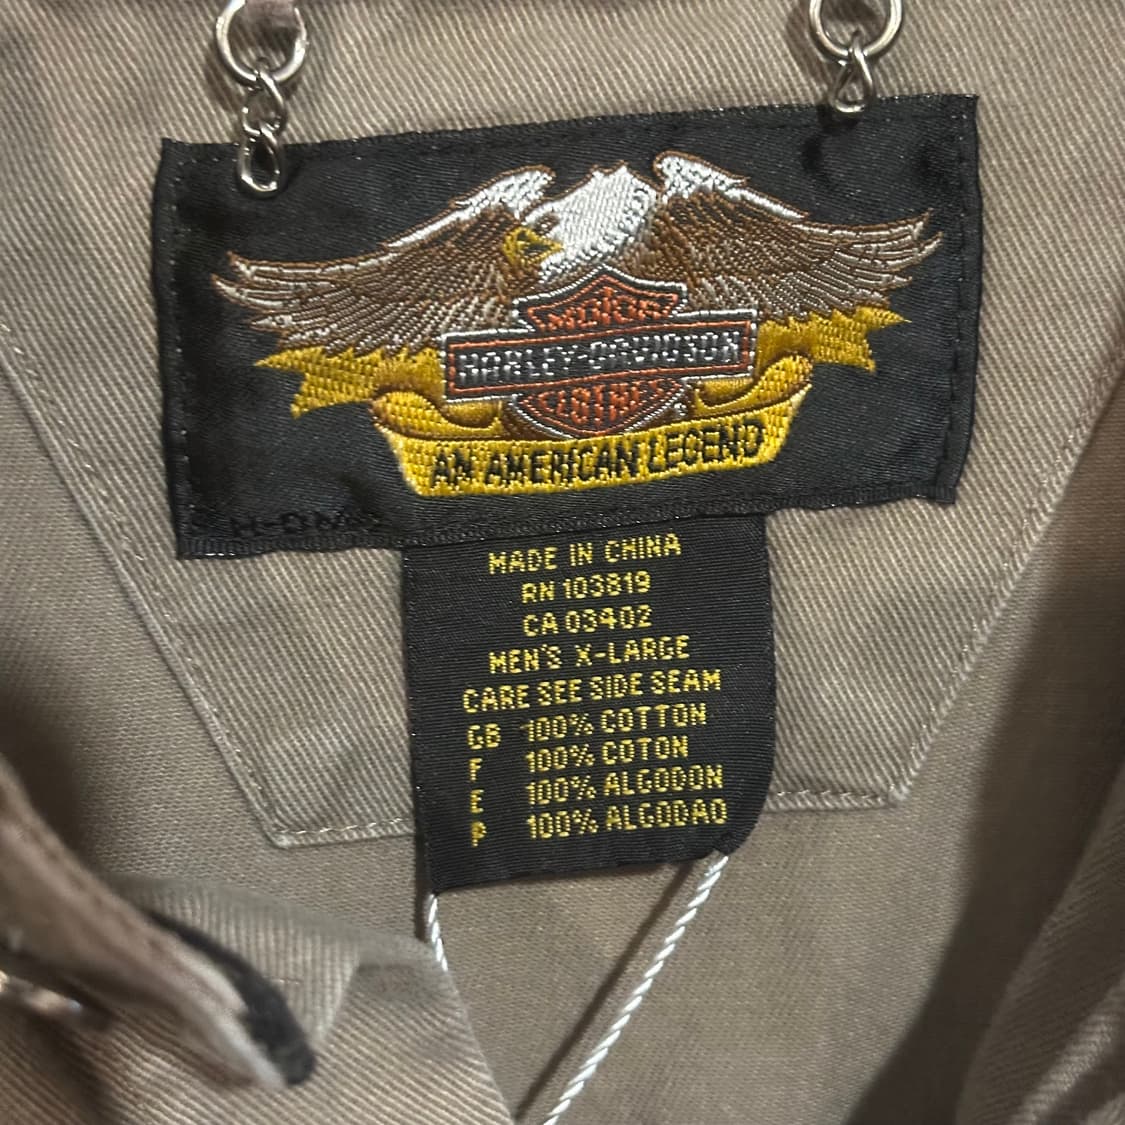 MOTOR
HARLEY-DAVIDSON
AN AMERICAN LEGEND
MADE IN CHINA
RN 103819
CA 03402
MEN'S X-LARGE
CARE SEE SIDE SEAM
GB 100% COTTON
F 100% COTON
E 100% ALGODON
P 100% ALGODAO